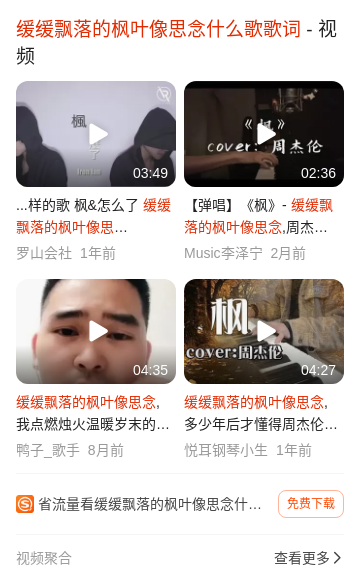 缓缓飘落的枫叶像思念什么歌歌词 - 视
频
楓
03:49
《枫》
cover：周杰伦
02:36
...样的歌 枫&怎么了 缓缓
飘落的枫叶像思...
罗山会社 1年前
【弹唱】《枫》- 缓缓飘
落的枫叶像思念,周杰...
Music李泽宁 2月前
04:35
枫
cover:周杰伦
04:27
缓缓飘落的枫叶像思念,
我点燃烛火温暖岁末的...
鸭子_歌手 8月前
缓缓飘落的枫叶像思念,
多少年后才懂得周杰伦...
悦耳钢琴小生 1年前
省流量看缓缓飘落的枫叶像思念什...
免费下载
视频聚合
查看更多